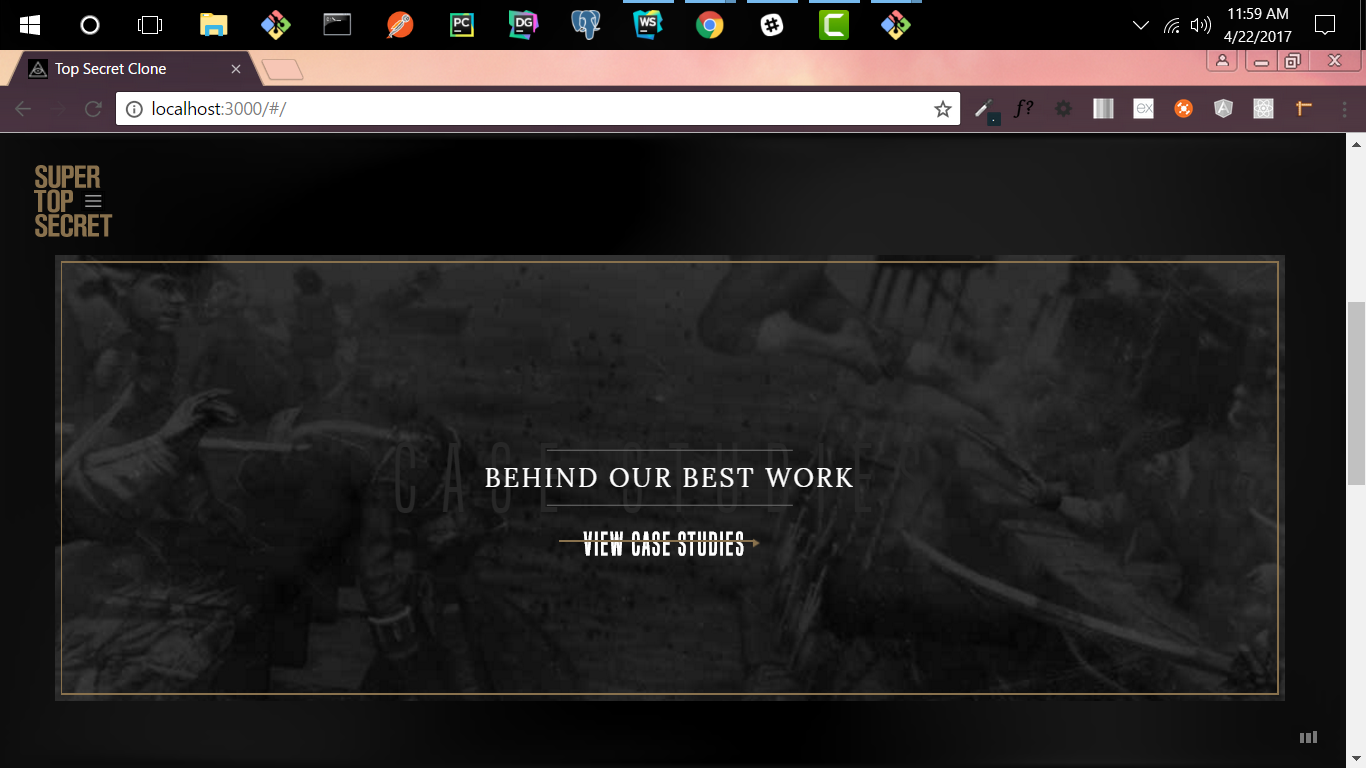 11:59 AM
4/22/2017
PC
DG
WS
Top Secret Clone
localhost:3000/#/
f?
ex
SUPER
TOP
SECRET
CASE STUDIES
BEHIND OUR BEST WORK
VIEW CASE STUDIES